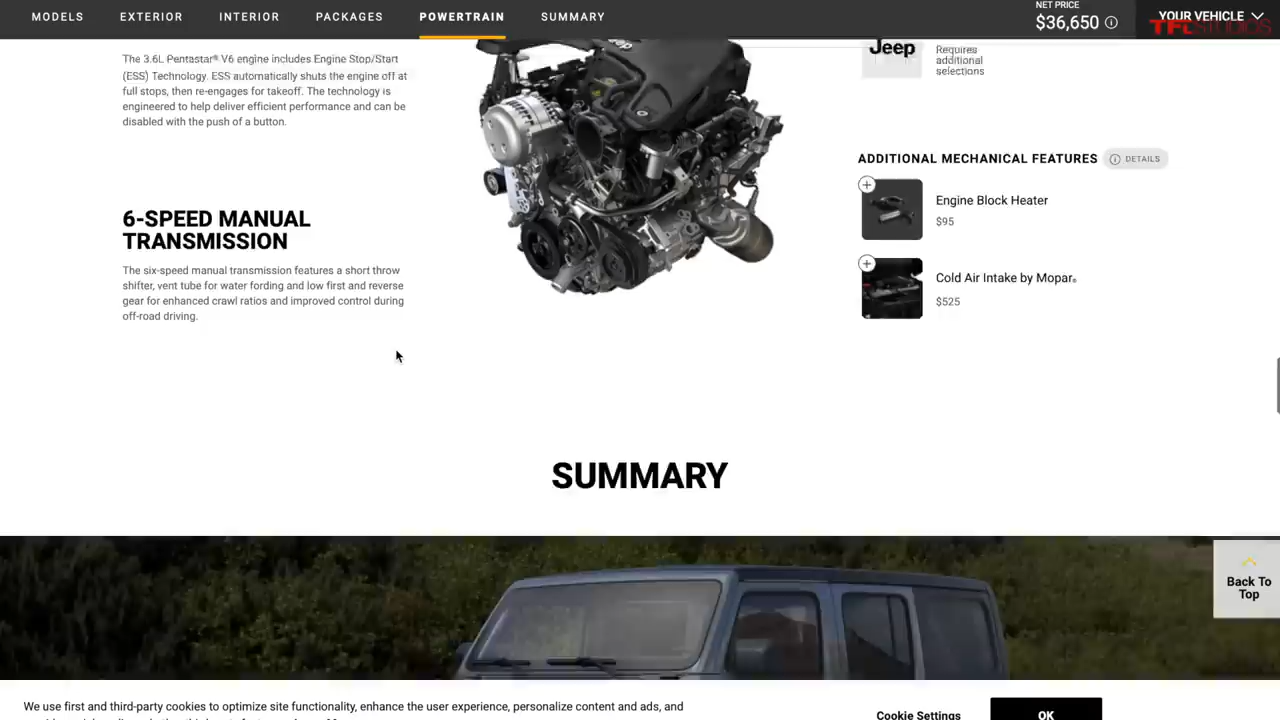 MODELS EXTERIOR INTERIOR PACKAGES POWERTRAIN SUMMARY
NET PRICE
$36,650
YOUR VEHICLE
TFLSTUDIOS
The 3.6L Pentastar® V6 engine includes Engine Stop/Start
(ESS) Technology. ESS automatically shuts the engine off at
full stops, then re-engages for takeoff. The technology is
engineered to help deliver efficient performance and can be
disabled with the push of a button.
6-SPEED MANUAL
TRANSMISSION
The six-speed manual transmission features a short throw
shifter, vent tube for water fording and low first and reverse
gear for enhanced crawl ratios and improved control during
off-road driving.
Jeep
Jeep
Requires
additional
selections
ADDITIONAL MECHANICAL FEATURES
DETAILS
Engine Block Heater
$95
Cold Air Intake by Mopar®
$525
SUMMARY
Back To
Top
We use first and third-party cookies to optimize site functionality, enhance the user experience, personalize content and ads, and
Cookie Settings
OK